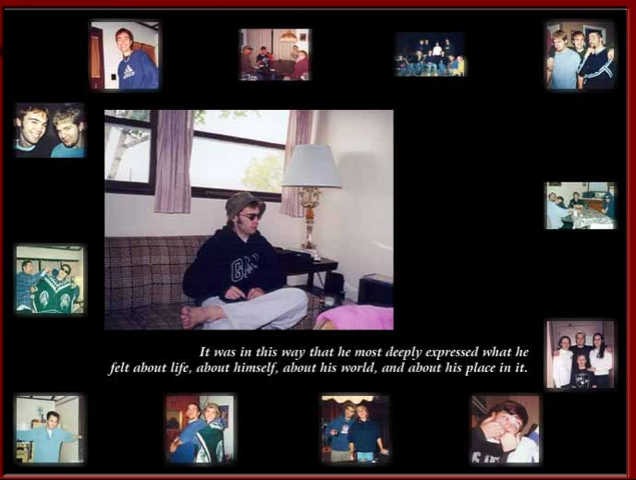 GAP
It was in this way that he most deeply expressed what he
felt about life, about himself, about his world, and about his place in it.